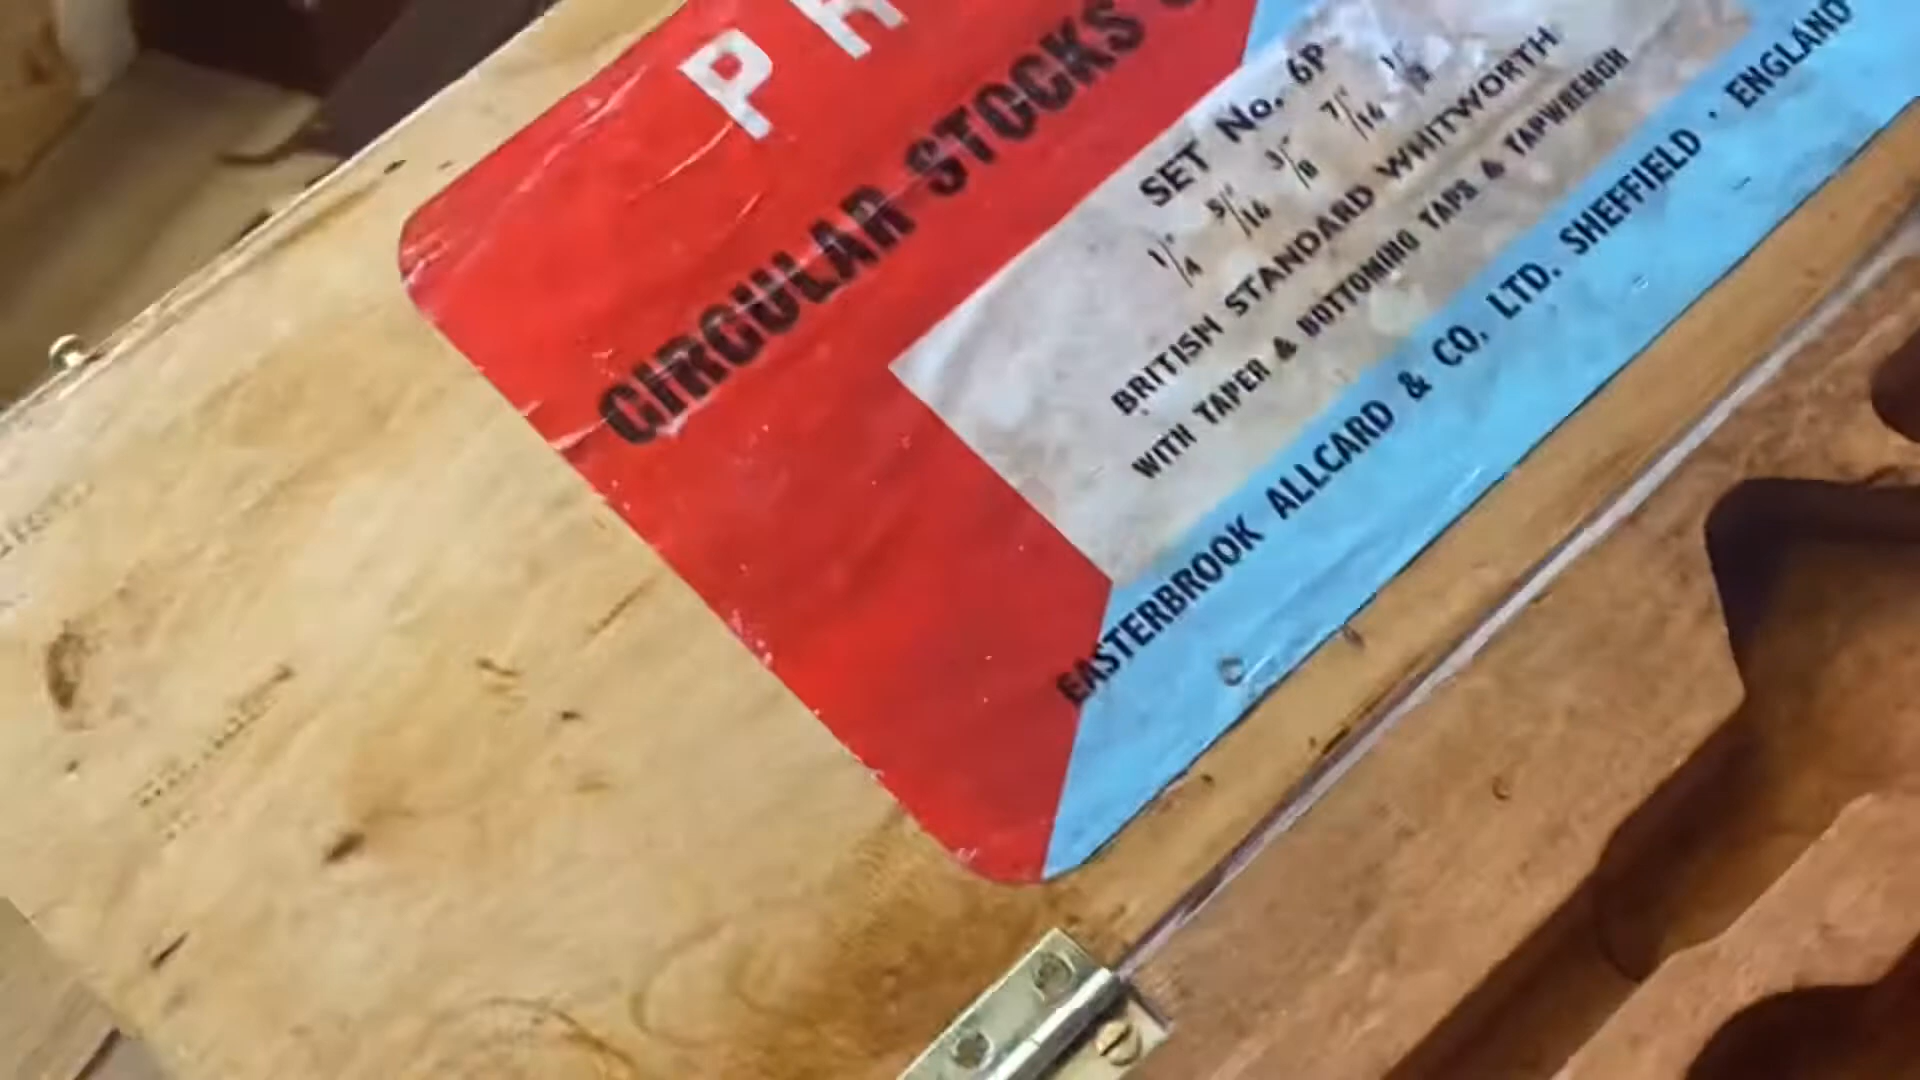 PR
CIRCULAR STOCKS
SET No. 6P
1/4" 5/16" 3/8" 7/16" 1/2"
BRITISH STANDARD WHITWORTH
WITH TAPER & BOTTOMING TAPS & TAPWRENCH
EASTERBROOK ALLCARD & CO. LTD. SHEFFIELD · ENGLAND